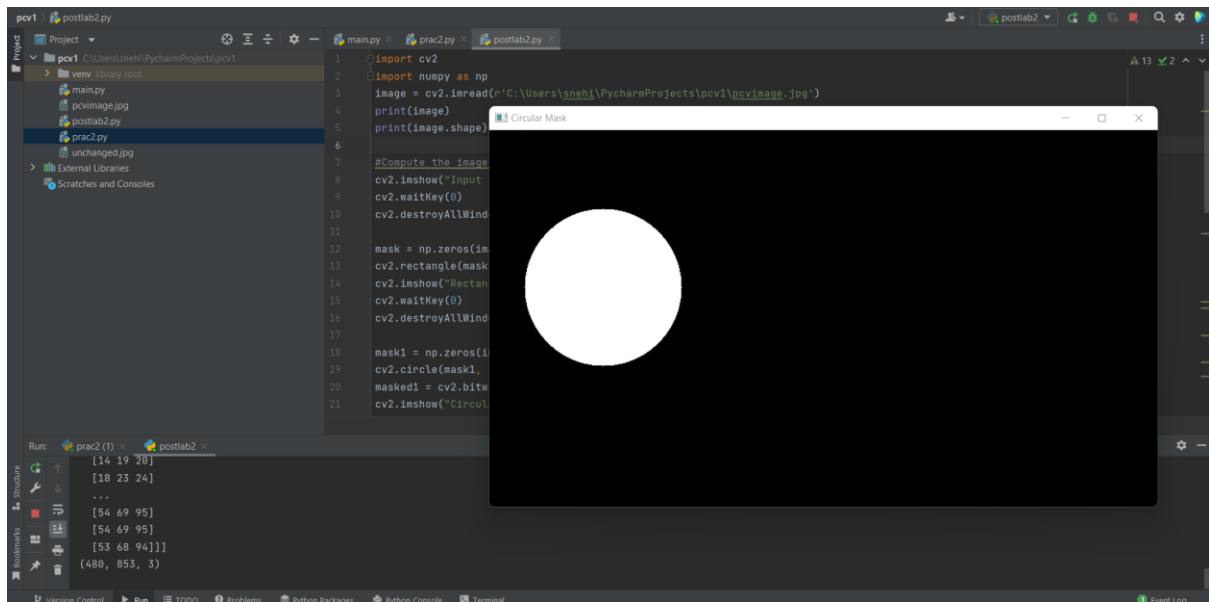 pcv1 postlab2.py postlab2
Project Project main.py prac2.py postlab2.py
pcv1 C:\Users\snehi\PycharmProjects\pcv1
venv library root
main.py
pcvimage.jpg
postlab2.py
prac2.py
unchanged.jpg
External Libraries
Scratches and Consoles
13 2
1 import cv2
2 import numpy as np
3 image = cv2.imread(r'C:\Users\snehi\PycharmProjects\pcv1\pcvimage.jpg')
4 print(image)
5 print(image.shape)
6
7 #Compute the image
8 cv2.imshow("Input
9 cv2.waitKey(0)
10 cv2.destroyAllWind
11
12 mask = np.zeros(im
13 cv2.rectangle(mask
14 cv2.imshow("Rectan
15 cv2.waitKey(0)
16 cv2.destroyAllWind
17
18 mask1 = np.zeros(i
19 cv2.circle(mask1,
20 masked1 = cv2.bitw
21 cv2.imshow("Circul
Circular Mask
Run: prac2 (1) postlab2
[14 19 20]
[18 23 24]
...
[54 69 95]
[54 69 95]
[53 68 94]]]
(480, 853, 3)
Structure
Bookmarks
Version Control Run TODO Problems Python Packages Python Console Terminal 1 Event Log